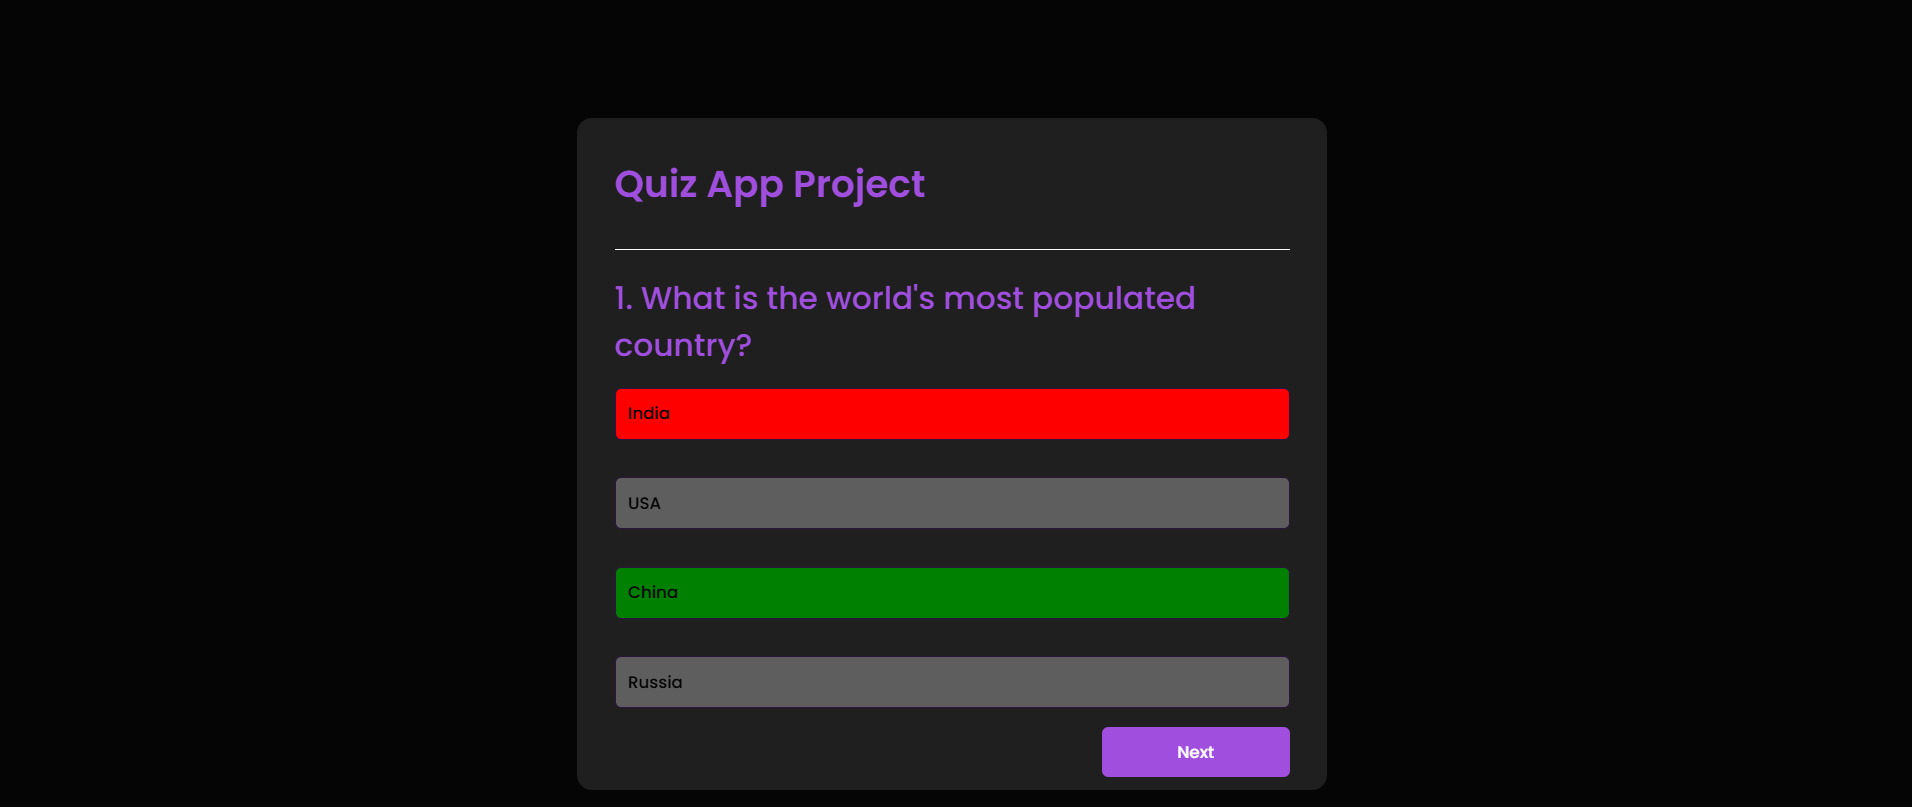 Quiz App Project
1. What is the world's most populated
country?
India
USA
China
Russia
Next